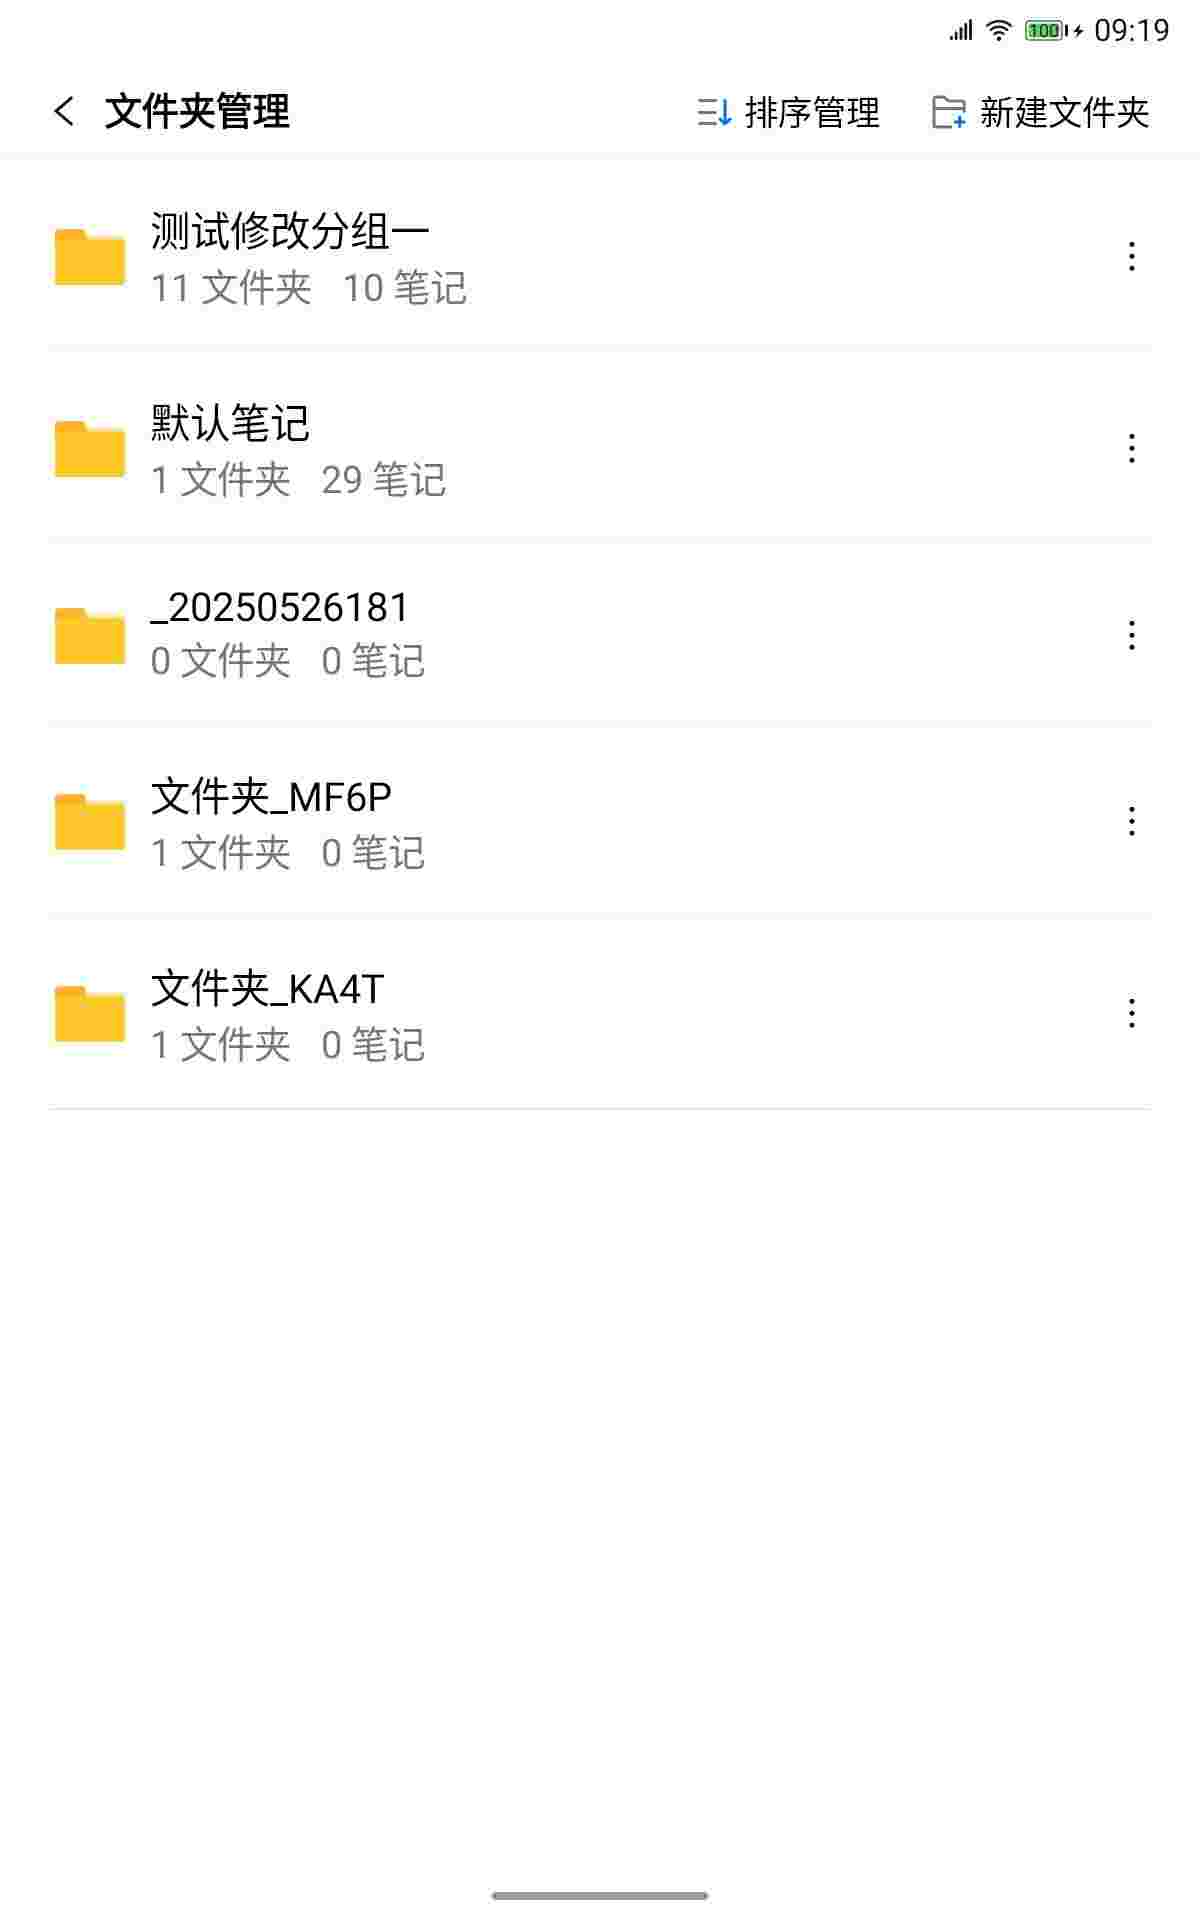 100 09:19
文件夹管理 排序管理 新建文件夹
测试修改分组一
11 文件夹 10 笔记
默认笔记
1 文件夹 29 笔记
_20250526181
0 文件夹 0 笔记
文件夹_MF6P
1 文件夹 0 笔记
文件夹_KA4T
1 文件夹 0 笔记